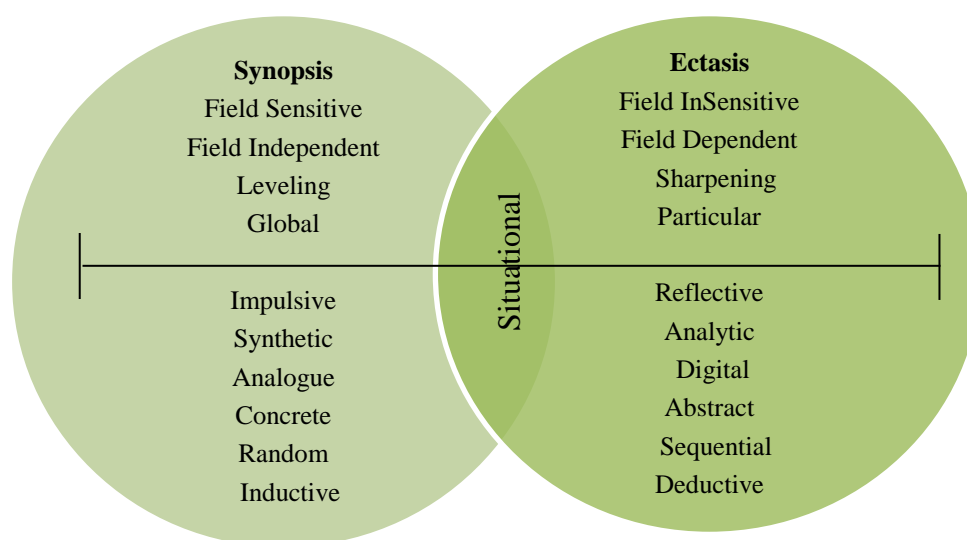 Synopsis
Field Sensitive
Field Independent
Leveling
Global
Impulsive
Synthetic
Analogue
Concrete
Random
Inductive
Situational
Ectasis
Field InSensitive
Field Dependent
Sharpening
Particular
Reflective
Analytic
Digital
Abstract
Sequential
Deductive